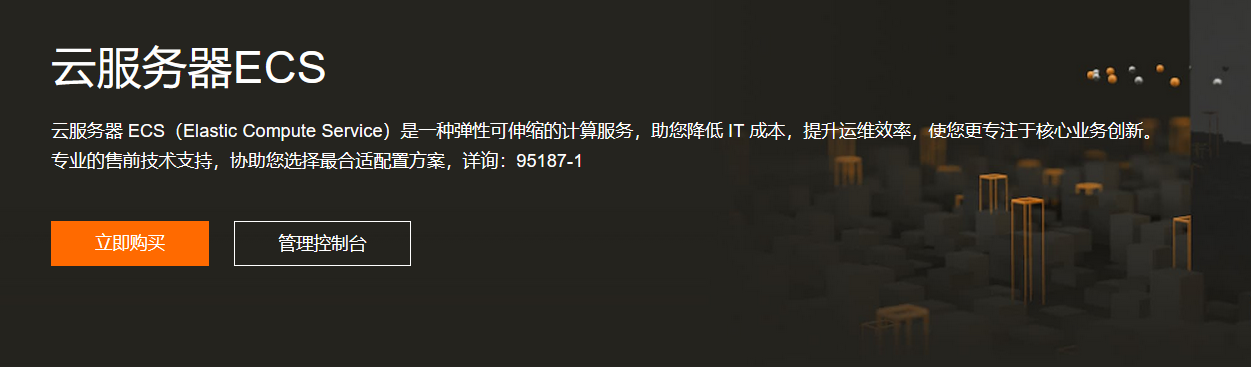 云服务器ECS
云服务器 ECS（Elastic Compute Service）是一种弹性可伸缩的计算服务，助您降低 IT 成本，提升运维效率，使您更专注于核心业务创新。
专业的售前技术支持，协助您选择最合适配置方案，详询：95187-1
立即购买
管理控制台